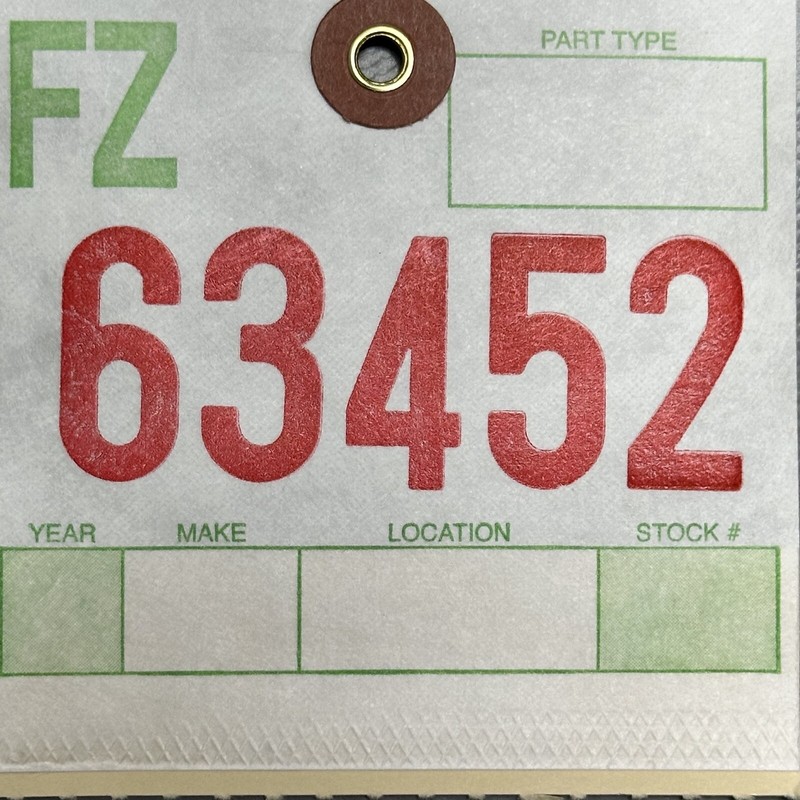 FZ
PART TYPE
63452
YEAR MAKE LOCATION STOCK #